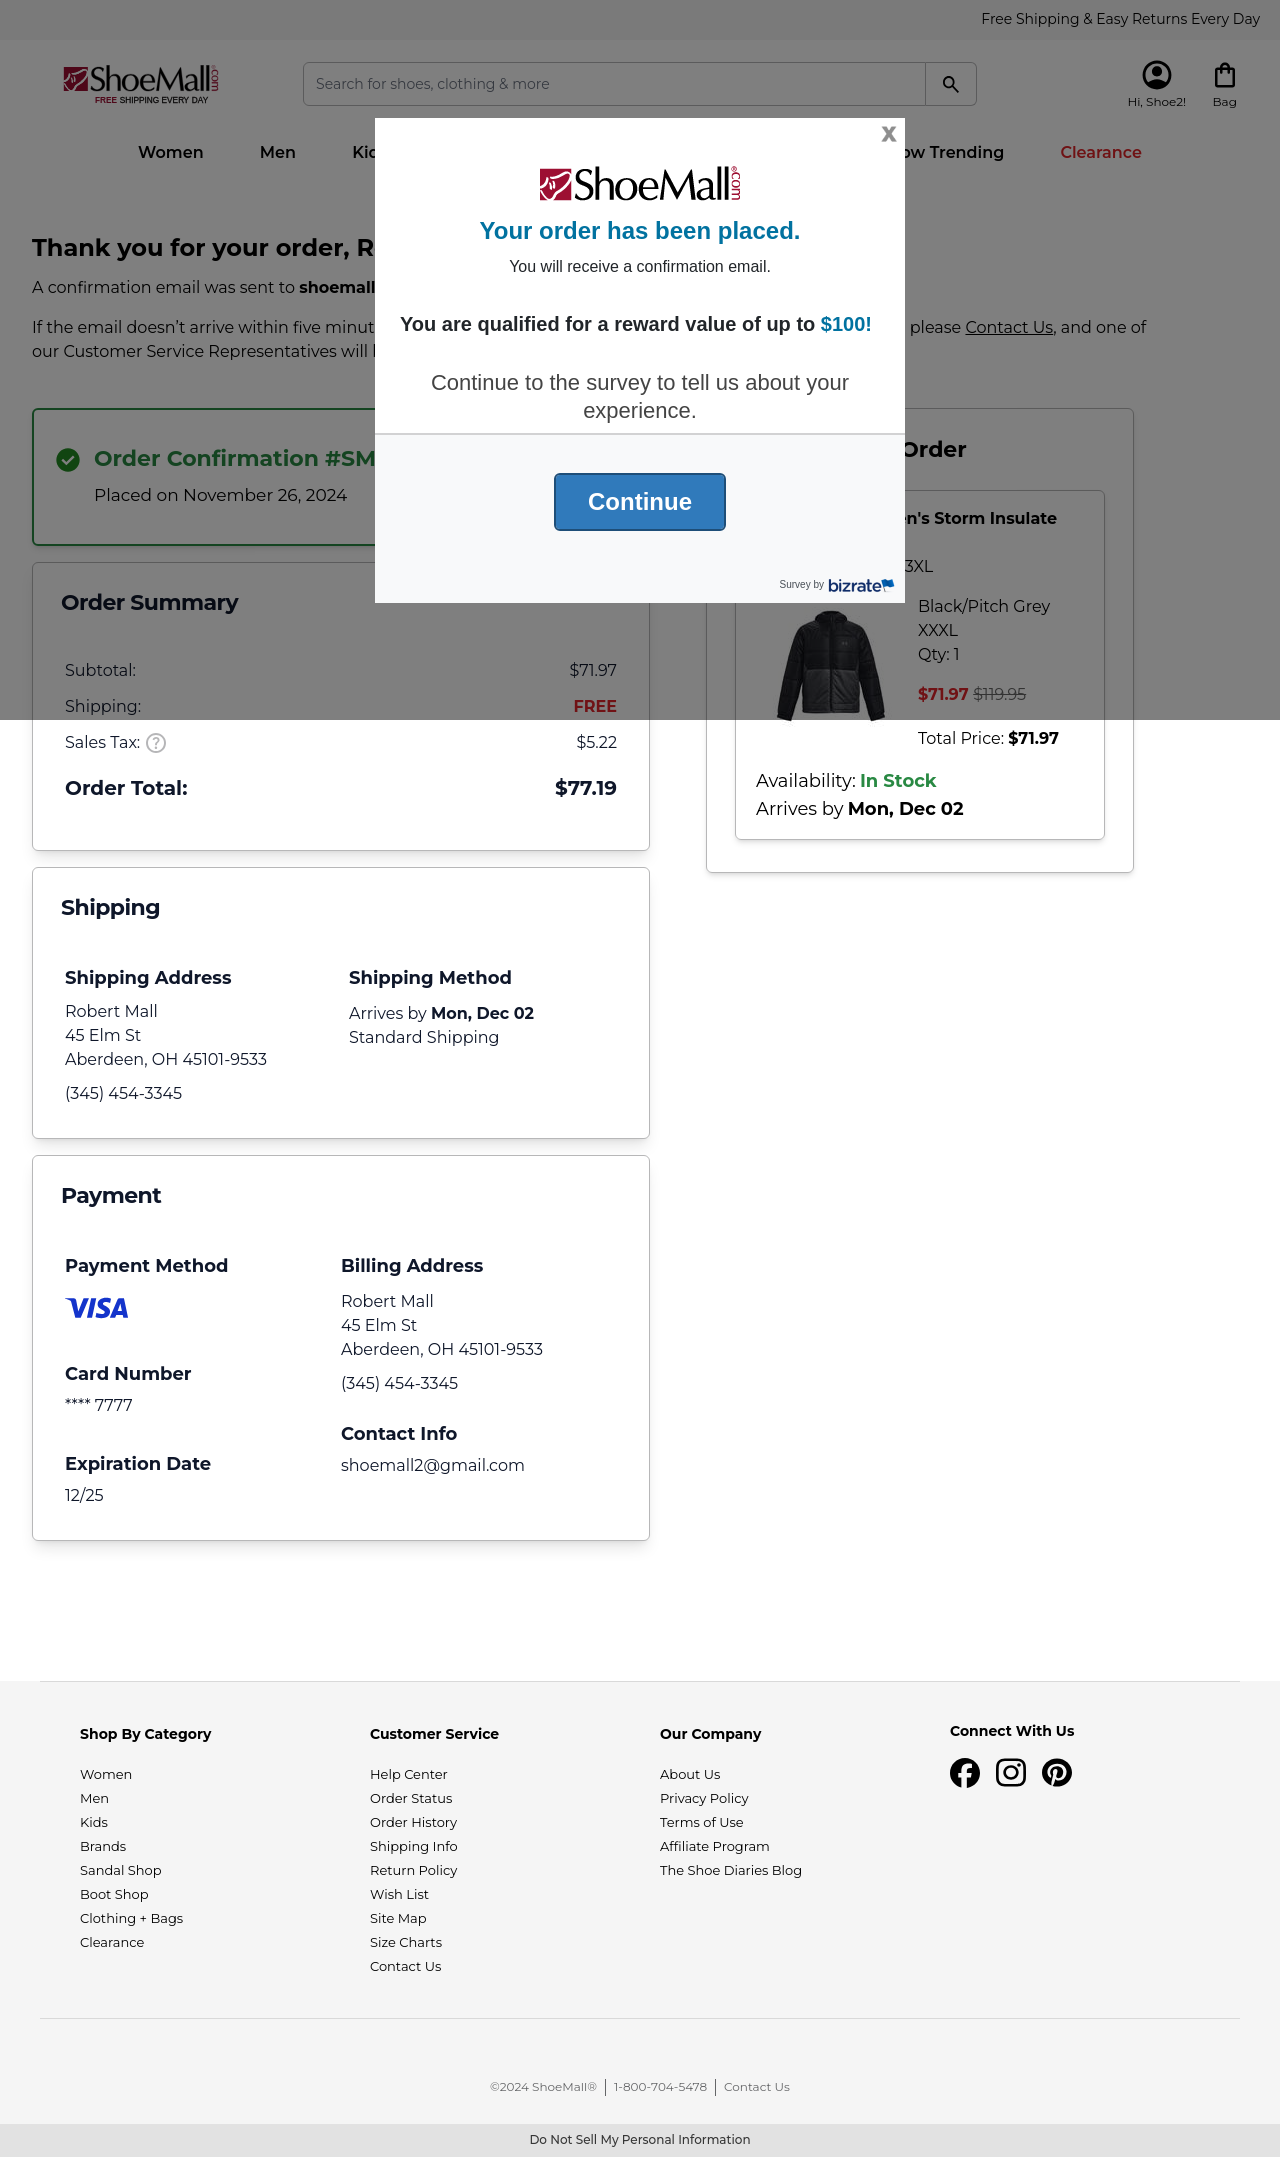 Free Shipping & Easy Returns Every Day
ShoeMall.com
FREE SHIPPING EVERY DAY
Search for shoes, clothing & more
Hi, Shoe2!
Bag
Women
Men
Trending
Clearance
X
ShoeMall®.com
Your order has been placed.
You will receive a confirmation email.
You are qualified for a reward value of up to $100!
Continue to the survey to tell us about your
experience.
Continue
Survey by bizrate
Thank you for your order,
A confirmation email was sent to
If the email doesn’t arrive within five
please Contact Us, and one of
our Customer Service Representatives will
Order Confirmation
Placed on November 26, 2024
Order Summary
Subtotal: $71.97
Shipping: FREE
Sales Tax: ? $5.22
Order Total: $77.19
Order
Storm Insulate
3XL
Black/Pitch Grey
XXXL
Qty: 1
$71.97 $119.95
Total Price: $71.97
Availability: In Stock
Arrives by Mon, Dec 02
Shipping
Shipping Address
Robert Mall
45 Elm St
Aberdeen, OH 45101-9533
(345) 454-3345
Shipping Method
Arrives by Mon, Dec 02
Standard Shipping
Payment
Payment Method
VISA
Card Number
**** 7777
Expiration Date
12/25
Billing Address
Robert Mall
45 Elm St
Aberdeen, OH 45101-9533
(345) 454-3345
Contact Info
shoemall2@gmail.com
Shop By Category
Women
Men
Kids
Brands
Sandal Shop
Boot Shop
Clothing + Bags
Clearance
Customer Service
Help Center
Order Status
Order History
Shipping Info
Return Policy
Wish List
Site Map
Size Charts
Contact Us
Our Company
About Us
Privacy Policy
Terms of Use
Affiliate Program
The Shoe Diaries Blog
Connect With Us
©2024 ShoeMall® | 1-800-704-5478 | Contact Us
Do Not Sell My Personal Information